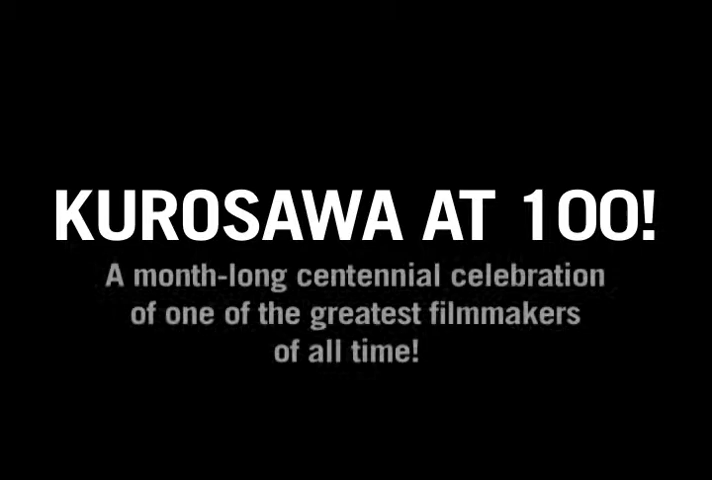 KUROSAWA AT 100!
A month-long centennial celebration
of one of the greatest filmmakers
of all time!